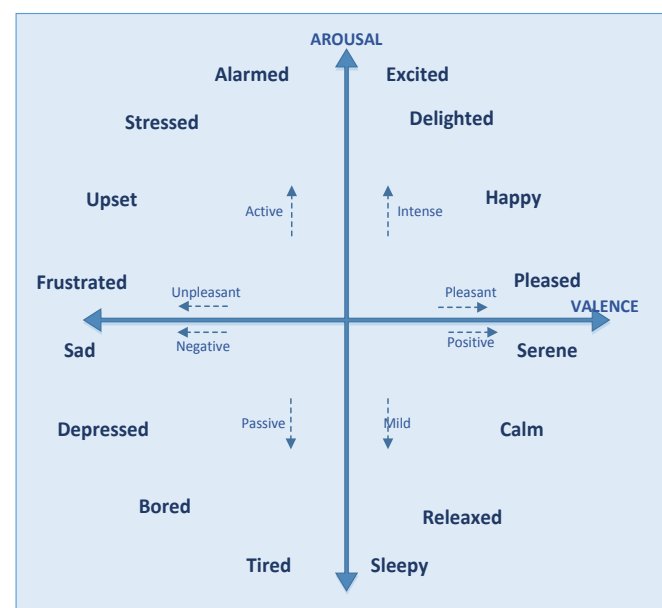 AROUSAL
Alarmed Excited
Stressed Delighted
Upset Happy
Active Intense
Frustrated Pleased
Unpleasant Pleasant
VALENCE
Negative Positive
Sad Serene
Passive Mild
Depressed Calm
Bored Releaxed
Tired Sleepy